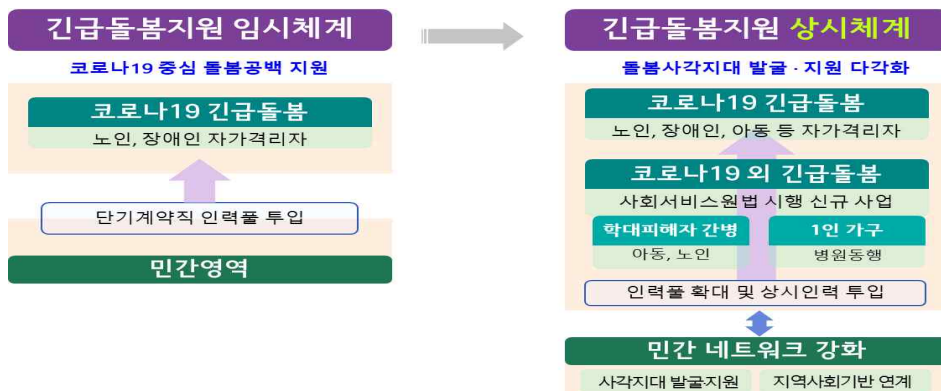 긴급돌봄지원 임시체계
코로나19 중심 돌봄공백 지원
코로나19 긴급돌봄
노인, 장애인 자가격리자
단기계약직 인력풀 투입
민간영역
긴급돌봄지원 상시체계
돌봄사각지대 발굴 · 지원 다각화
코로나19 긴급돌봄
노인, 장애인, 아동 등 자가격리자
코로나19 외 긴급돌봄
사회서비스원법 시행 신규 사업
학대피해자 간병
아동, 노인
1인 가구
병원동행
인력풀 확대 및 상시인력 투입
민간 네트워크 강화
사각지대 발굴지원
지역사회기반 연계